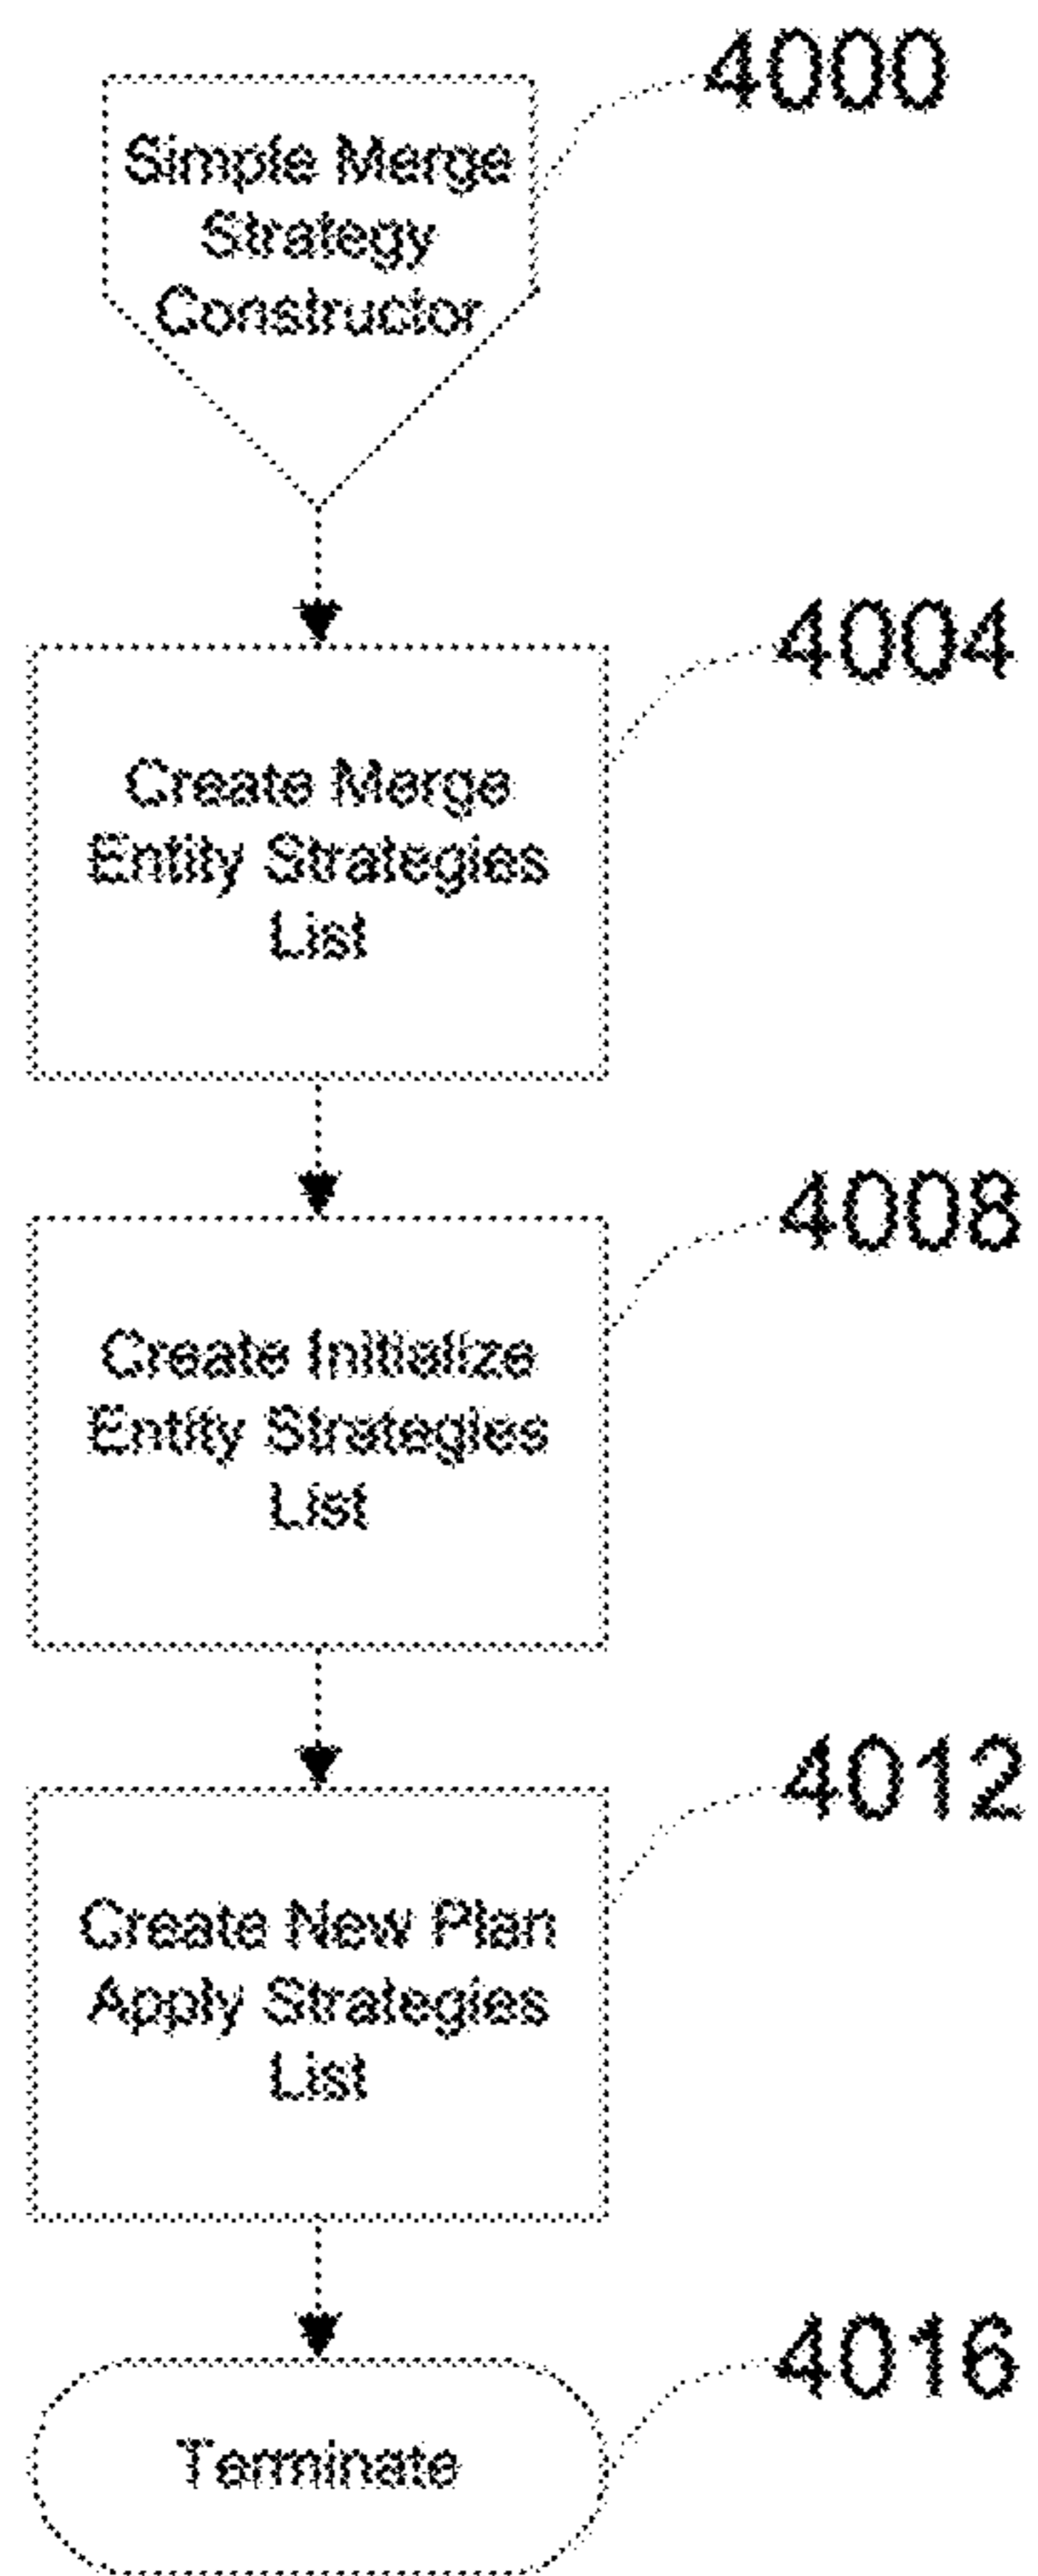 4000
Simple Merge
Strategy
Constructor
4004
Create Merge
Entity Strategies
List
4008
Create Initialize
Entity Strategies
List
4012
Create New Plan
Apply Strategies
List
4016
Terminate